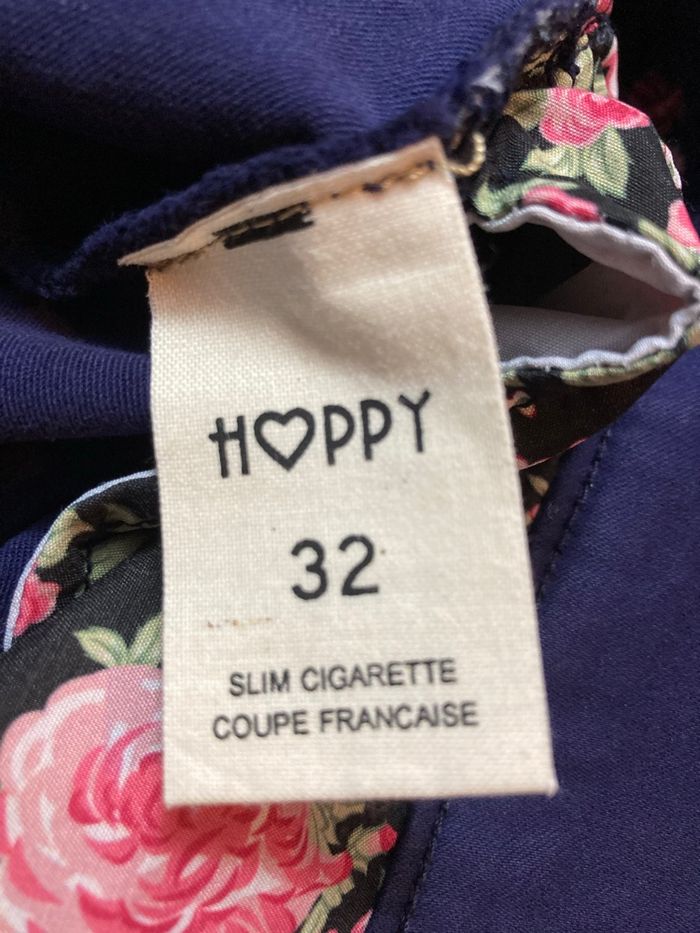 H♡PPY
32
SLIM CIGARETTE
COUPE FRANCAISE